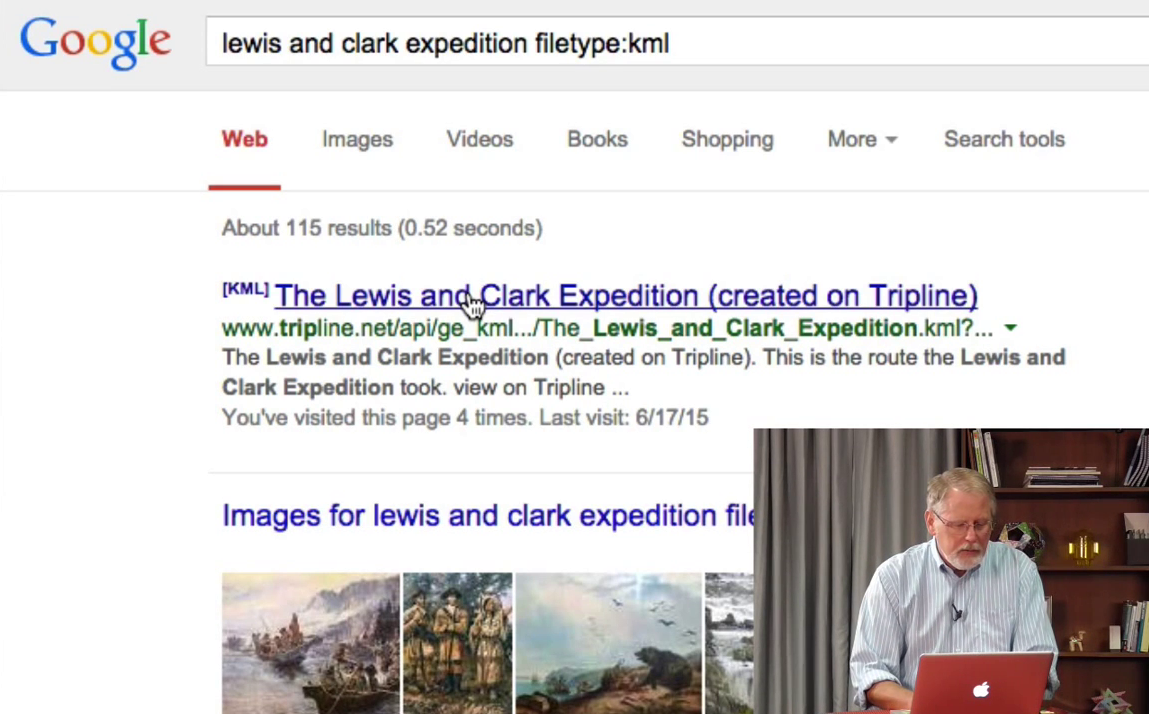 Google
lewis and clark expedition filetype:kml
Web Images Videos Books Shopping More Search tools
About 115 results (0.52 seconds)
[KML] The Lewis and Clark Expedition (created on Tripline)
www.tripline.net/api/ge_kml.../The_Lewis_and_Clark_Expedition.kml?...
The Lewis and Clark Expedition (created on Tripline). This is the route the Lewis and
Clark Expedition took. view on Tripline ...
You've visited this page 4 times. Last visit: 6/17/15
Images for lewis and clark expedition file